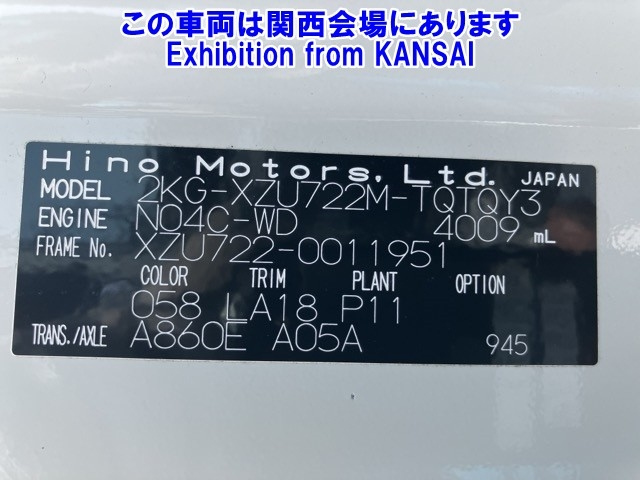 この車両は関西会場にあります
Exhibition from KANSAI
Hino Motors, Ltd. JAPAN
MODEL 2KG-XZU722M-TQTQY3
ENGINE N04C-WD 4009 mL
FRAME No. XZU722-0011951
COLOR TRIM PLANT OPTION
058 LA18 P11
TRANS./AXLE A860E A05A 945